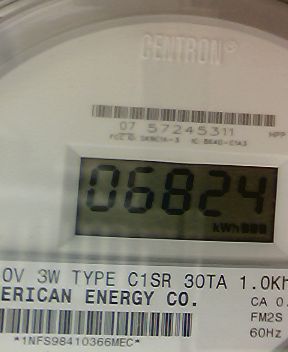 CENTRON®
07 57245311
06824
kWh
0V 3W TYPE C1SR 30TA 1.0Kh
ERICAN ENERGY CO.
CA 0.
FM2S
60Hz
*1NFS98410366MEC*